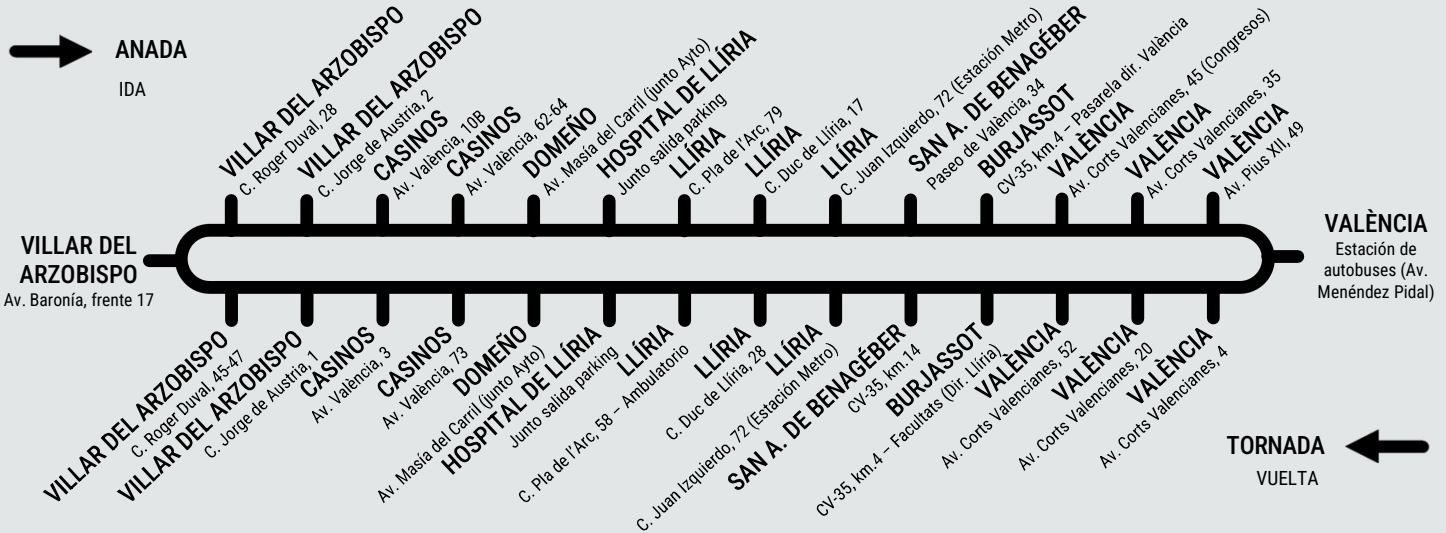 ANADA
IDA
VILLAR DEL ARZOBISPO
C. Roger Duval, 28
VILLAR DEL ARZOBISPO
C. Jorge de Austria, 2
CASINOS
Av. València, 10B
CASINOS
Av. València, 62-64
DOMEÑO
Av. Masía del Carril (junto Ayto)
HOSPITAL DE LLÍRIA
Junto salida parking
LLÍRIA
C. Pla de l'Arc, 79
LLÍRIA
C. Duc de Llíria, 17
LLÍRIA
C. Juan Izquierdo, 72 (Estación Metro)
SAN A. DE BENAGÉBER
Paseo de València, 34
BURJASSOT
CV-35, km.4 – Pasarela dir. València
VALÈNCIA
Av. Corts Valencianes, 45 (Congresos)
VALÈNCIA
Av. Corts Valencianes, 35
VALÈNCIA
Av. Pius XII, 49
VILLAR DEL
ARZOBISPO
Av. Baronía, frente 17
VALÈNCIA
Estación de
autobuses (Av.
Menéndez Pidal)
VILLAR DEL ARZOBISPO
C. Roger Duval, 45-47
VILLAR DEL ARZOBISPO
C. Jorge de Austria, 1
CASINOS
Av. València, 3
CASINOS
Av. València, 73
DOMEÑO
Av. Masía del Carril (junto Ayto)
HOSPITAL DE LLÍRIA
Junto salida parking
LLÍRIA
C. Pla de l'Arc, 58 – Ambulatorio
LLÍRIA
C. Duc de Llíria, 28
LLÍRIA
C. Juan Izquierdo, 72 (Estación Metro)
SAN A. DE BENAGÉBER
CV-35, km.14
BURJASSOT
CV-35, km.4 – Facultats (Dir. Llíria)
VALÈNCIA
Av. Corts Valencianes, 52
VALÈNCIA
Av. Corts Valencianes, 20
VALÈNCIA
Av. Corts Valencianes, 4
TORNADA
VUELTA